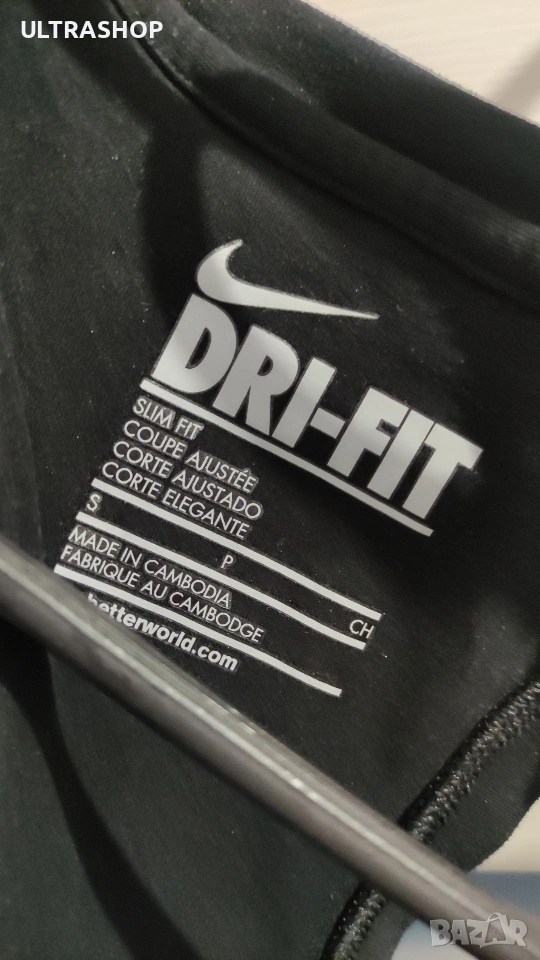 ULTRASHOP
DRI-FIT
SLIM FIT
COUPE AJUSTÉE
CORTE AJUSTADO
CORTE ELEGANTE
S P CH
MADE IN CAMBODIA
FABRIQUE AU CAMBODGE
betterworld.com
BAZAR